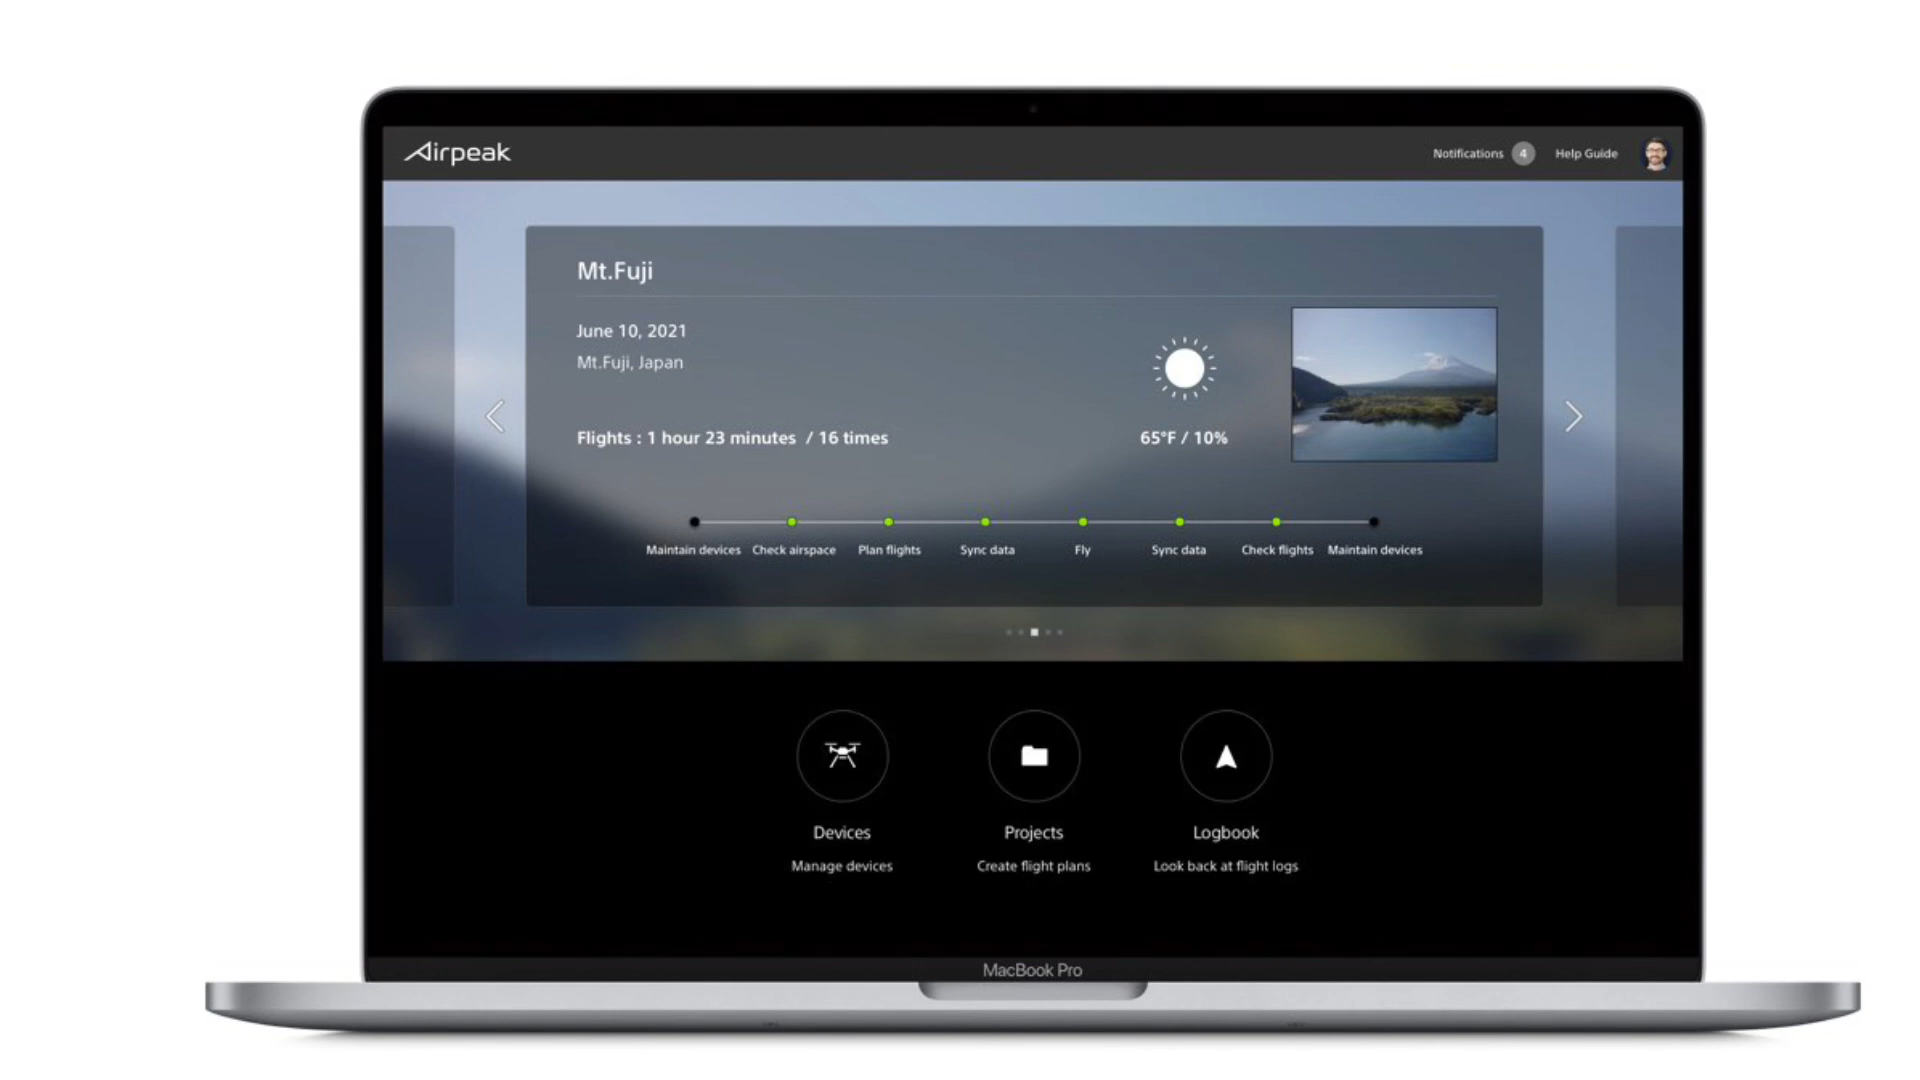 Airpeak
Notifications 4 Help Guide
Mt.Fuji
June 10, 2021
Mt.Fuji, Japan
Flights : 1 hour 23 minutes / 16 times
65°F / 10%
Maintain devices Check airspace Plan flights Sync data Fly Sync data Check flights Maintain devices
Devices Projects Logbook
Manage devices Create flight plans Look back at flight logs
MacBook Pro